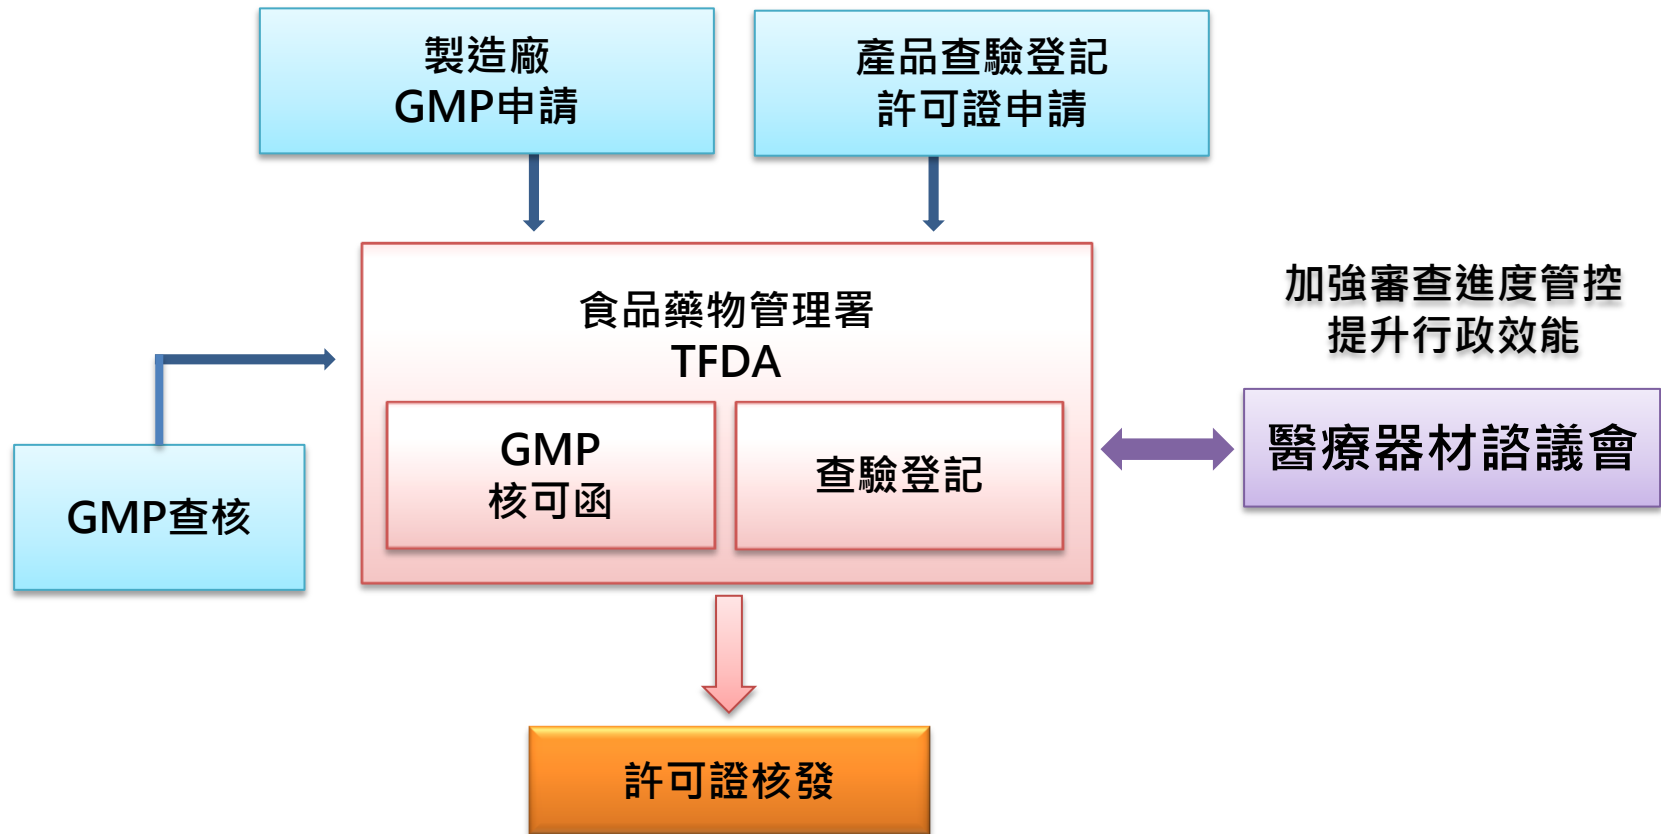 製造廠
GMP申請
產品查驗登記
許可證申請
食品藥物管理署
TFDA
加強審查進度管控
提升行政效能
GMP
核可函
查驗登記
醫療器材諮議會
GMP查核
許可證核發